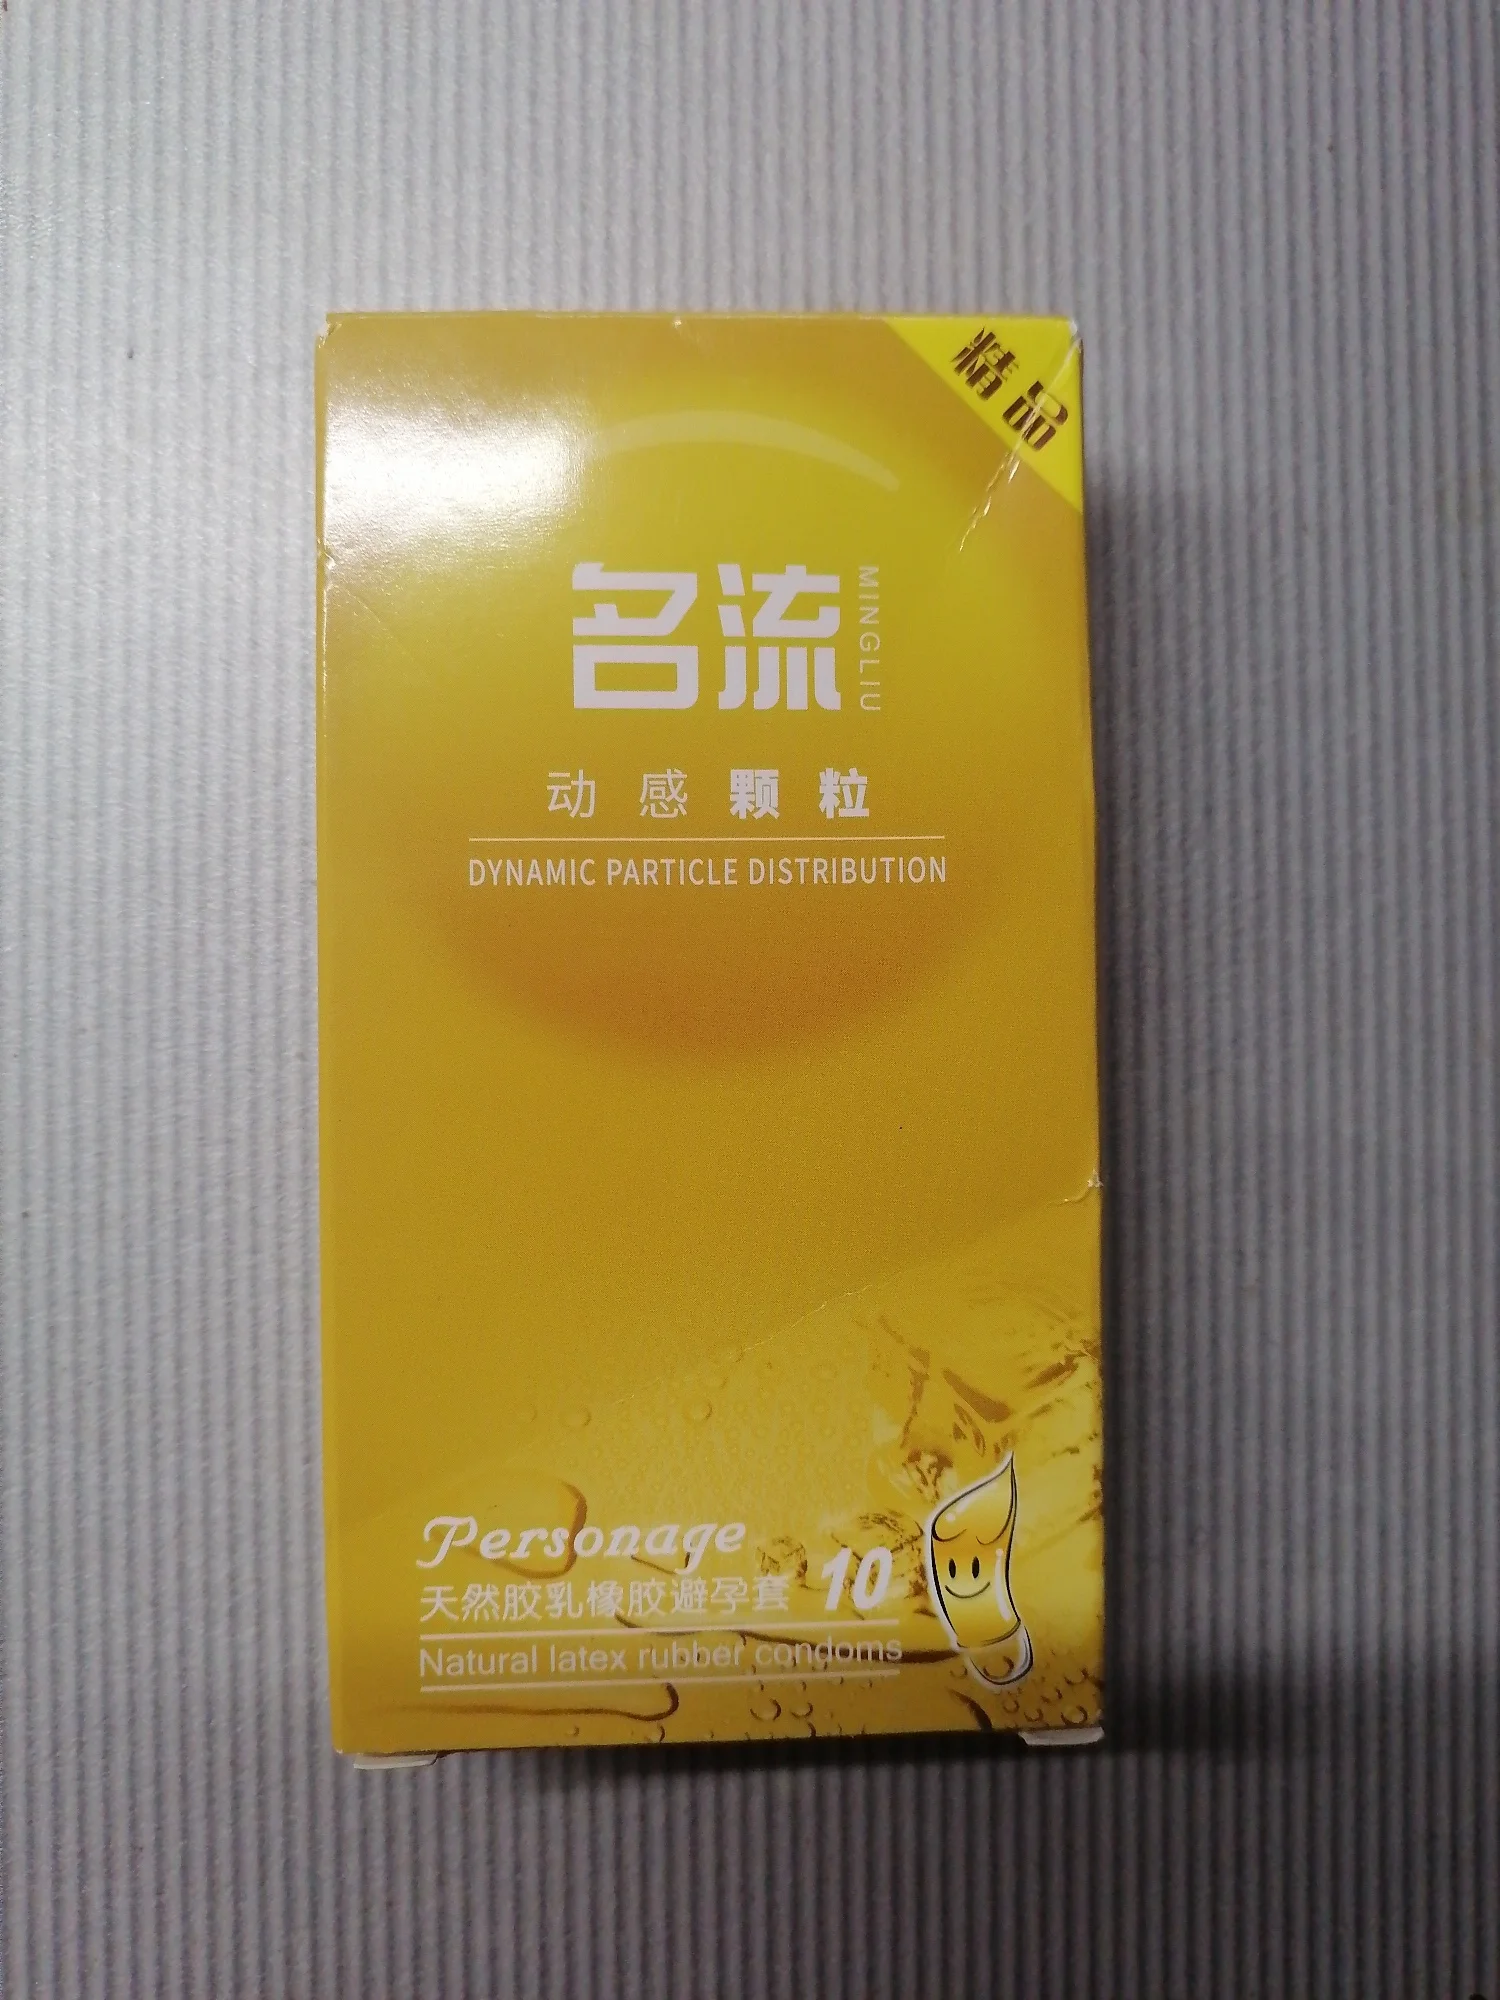 精品
名流
MINGLIU
动感颗粒
DYNAMIC PARTICLE DISTRIBUTION
Personage
天然胶乳橡胶避孕套 10
Natural latex rubber condoms